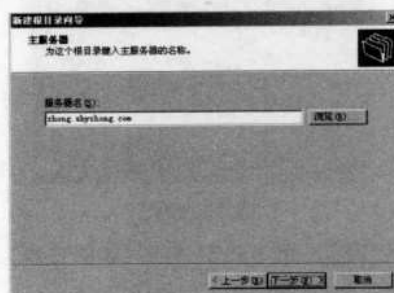 新建根目录向导
主服务器
为这个根目录键入主服务器的名称。
服务器名(S):
zhong.xhyzhong.com
浏览(B)
<上一步(B) 下一步(N)> 取消